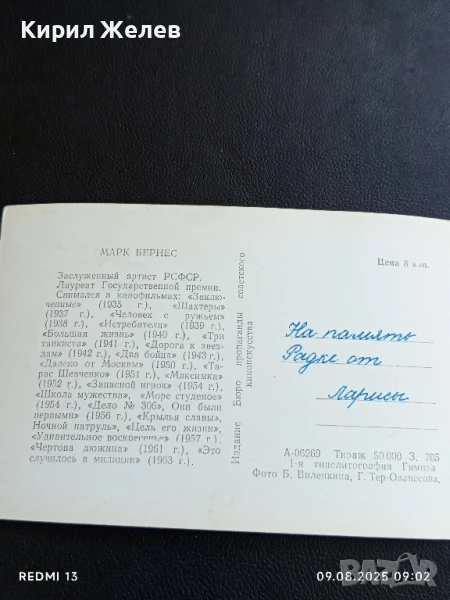 Кирил Желев
МАРК БЕРНЕС
Заслуженный артист РСФСР.
Лауреат Государственной премии.
Снимался в кинофильмах: «Заклю-
ченные» (1935 г.), «Шахтеры»
(1937 г.), «Человек с ружьем»
(1938 г.), «Истребители» (1939 г.),
«Большая жизнь» (1940 г.), «Три
танкиста» (1941 г.), «Дорога к звез-
дам» (1942 г.), «Два бойца» (1943 г.),
«Далеко от Москвы» (1950 г.), «Та-
рас Шевченко» (1951 г.), «Максимка»
(1952 г.), «Запасной игрок» (1954 г.),
«Школа мужества», «Море студеное»
(1954 г.), «Дело № 306», Они были
первыми» (1956 г.), «Крылья славы»,
Ночной патруль», «Цель его жизни»,
«Удивительное воскресенье» (1957 г.),
«Чертова дюжина» (1961 г.), «Это
случилось в милиции» (1963 г.).
Издание Бюро пропаганды советского
киноискусства
Цена 8 коп.
На память
Радке от
Ларисы
А-06269 Тираж 50 000 З. 705
1-я типолитография Гимиза
Фото Б. Виленкина, Г. Тер-Ованесова.
REDMI 13
09.08.2025 09:02
BAZAR